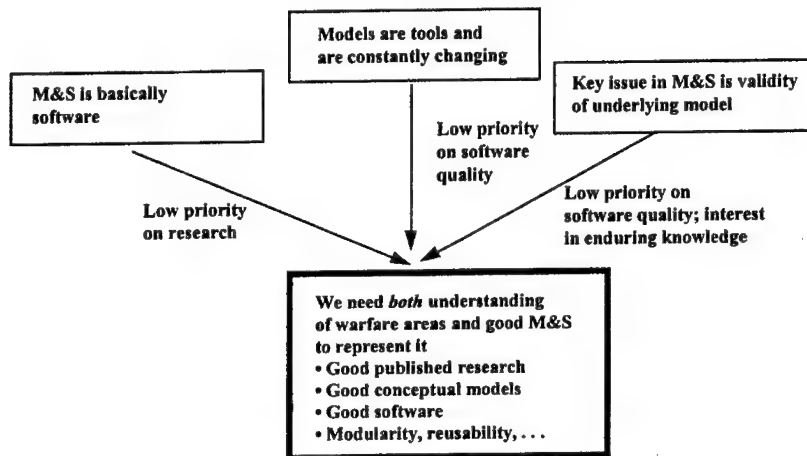 Models are tools and
are constantly changing
M&S is basically
software
Key issue in M&S is validity
of underlying model
Low priority
on software
quality
Low priority
on research
Low priority on
software quality; interest
in enduring knowledge
We need both understanding
of warfare areas and good M&S
to represent it
• Good published research
• Good conceptual models
• Good software
• Modularity, reusability, . . .